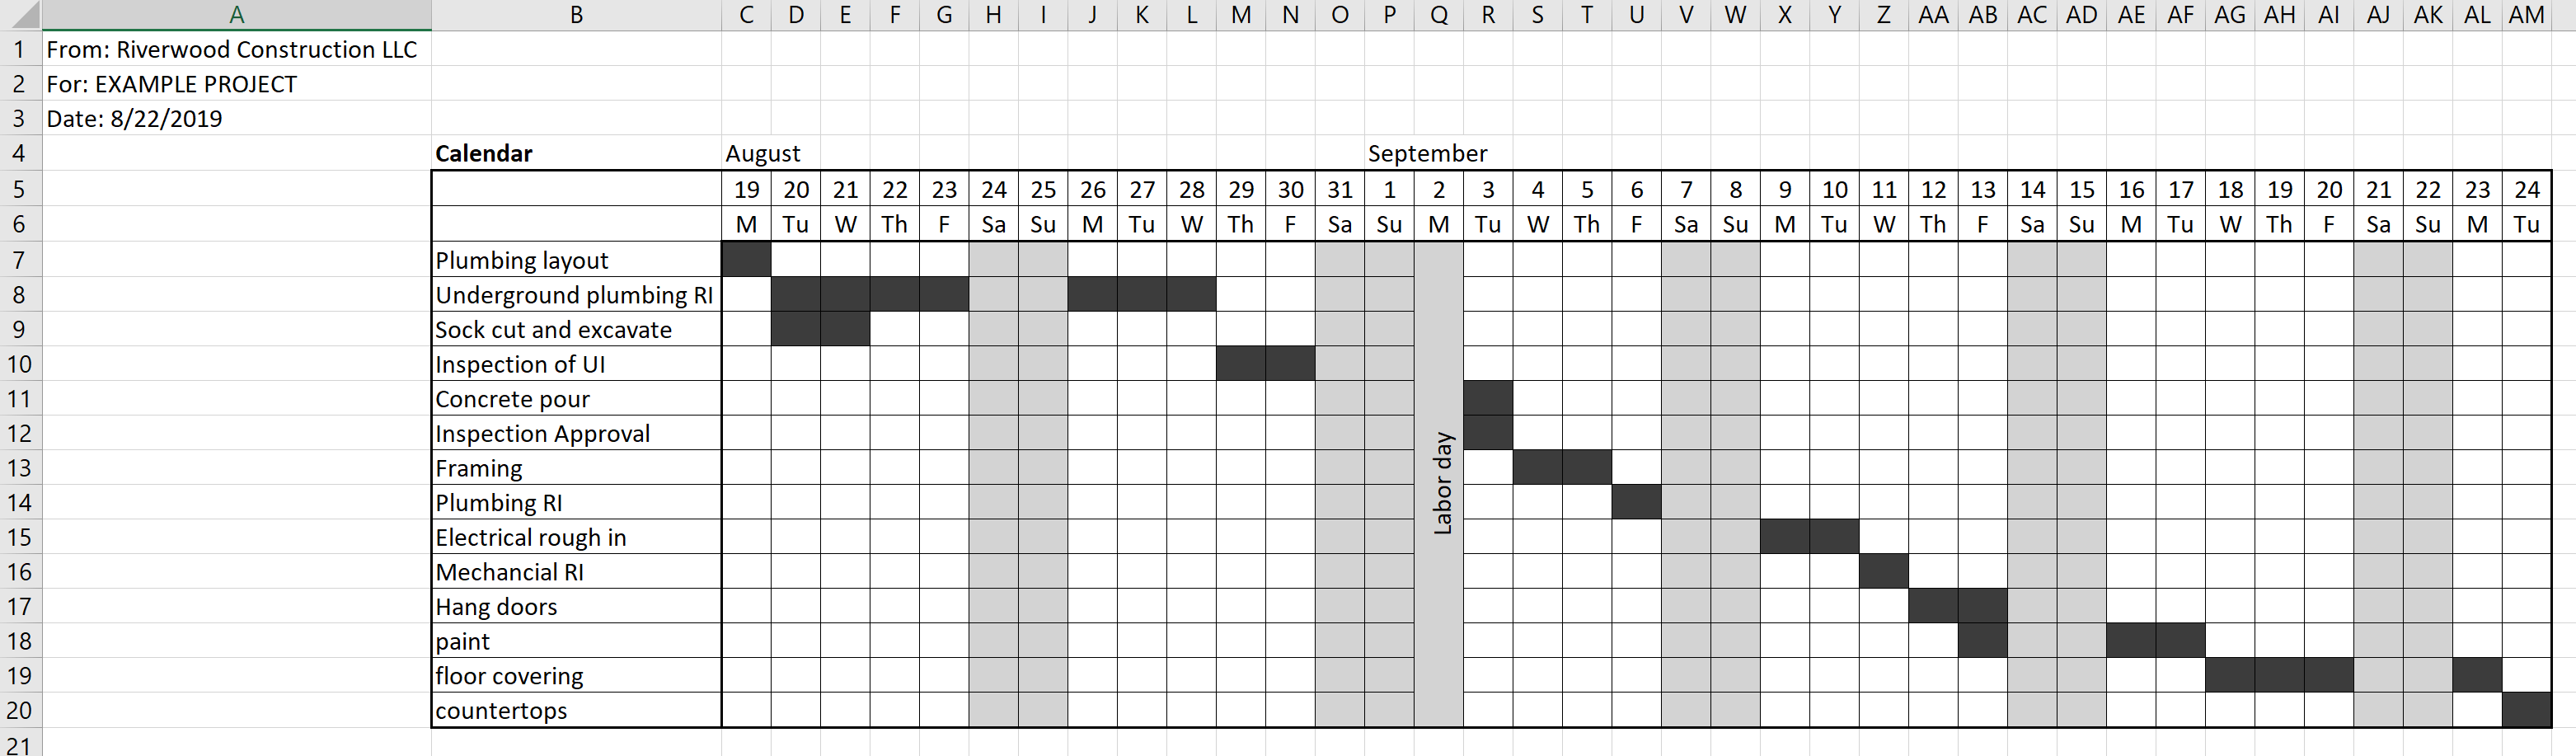 A B C D E F G H I J K L M N O P Q R S T U V W X Y Z AA AB AC AD AE AF AG AH AI AJ AK AL AM
1 From: Riverwood Construction LLC
2 For: EXAMPLE PROJECT
3 Date: 8/22/2019
4 Calendar August September
5 19 20 21 22 23 24 25 26 27 28 29 30 31 1 2 3 4 5 6 7 8 9 10 11 12 13 14 15 16 17 18 19 20 21 22 23 24
6 M Tu W Th F Sa Su M Tu W Th F Sa Su M Tu W Th F Sa Su M Tu W Th F Sa Su M Tu W Th F Sa Su M Tu
7 Plumbing layout
8 Underground plumbing RI
9 Sock cut and excavate
10 Inspection of UI
11 Concrete pour
12 Inspection Approval
13 Framing
14 Plumbing RI
15 Electrical rough in
16 Mechancial RI
17 Hang doors
18 paint
19 floor covering
20 countertops
21
Labor day